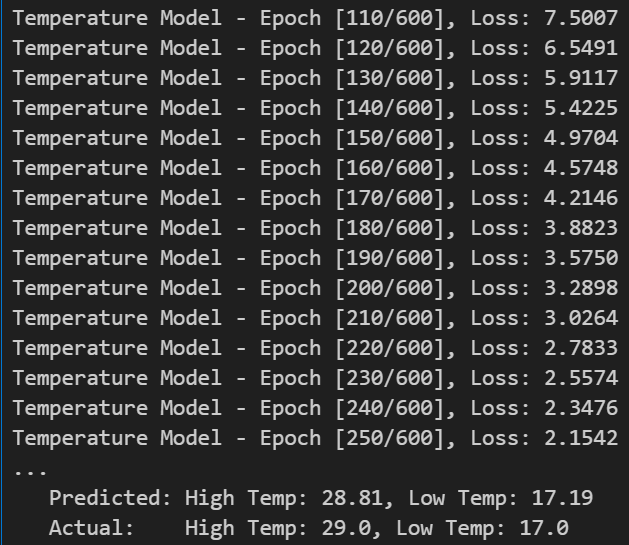 Temperature Model - Epoch [110/600], Loss: 7.5007
Temperature Model - Epoch [120/600], Loss: 6.5491
Temperature Model - Epoch [130/600], Loss: 5.9117
Temperature Model - Epoch [140/600], Loss: 5.4225
Temperature Model - Epoch [150/600], Loss: 4.9704
Temperature Model - Epoch [160/600], Loss: 4.5748
Temperature Model - Epoch [170/600], Loss: 4.2146
Temperature Model - Epoch [180/600], Loss: 3.8823
Temperature Model - Epoch [190/600], Loss: 3.5750
Temperature Model - Epoch [200/600], Loss: 3.2898
Temperature Model - Epoch [210/600], Loss: 3.0264
Temperature Model - Epoch [220/600], Loss: 2.7833
Temperature Model - Epoch [230/600], Loss: 2.5574
Temperature Model - Epoch [240/600], Loss: 2.3476
Temperature Model - Epoch [250/600], Loss: 2.1542
...
   Predicted: High Temp: 28.81, Low Temp: 17.19
   Actual:    High Temp: 29.0, Low Temp: 17.0